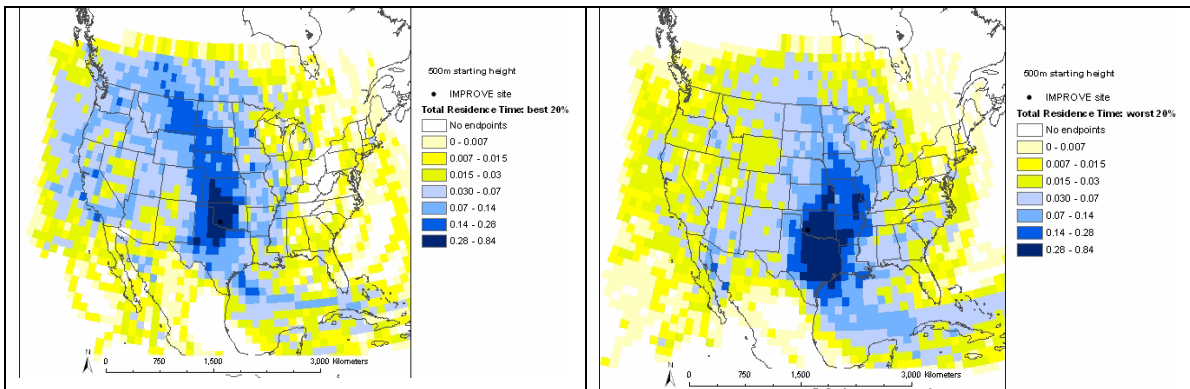 500m starting height
IMPROVE site
Total Residence Time: best 20%
No endpoints
0 - 0.007
0.007 - 0.015
0.015 - 0.03
0.030 - 0.07
0.07 - 0.14
0.14 - 0.28
0.28 - 0.84
N
0 750 1,500 3,000 Kilometers
500m starting height
IMPROVE site
Total Residence Time: worst 20%
No endpoints
0 - 0.007
0.007 - 0.015
0.015 - 0.03
0.030 - 0.07
0.07 - 0.14
0.14 - 0.28
0.28 - 0.84
N
0 750 1,500 3,000 Kilometers